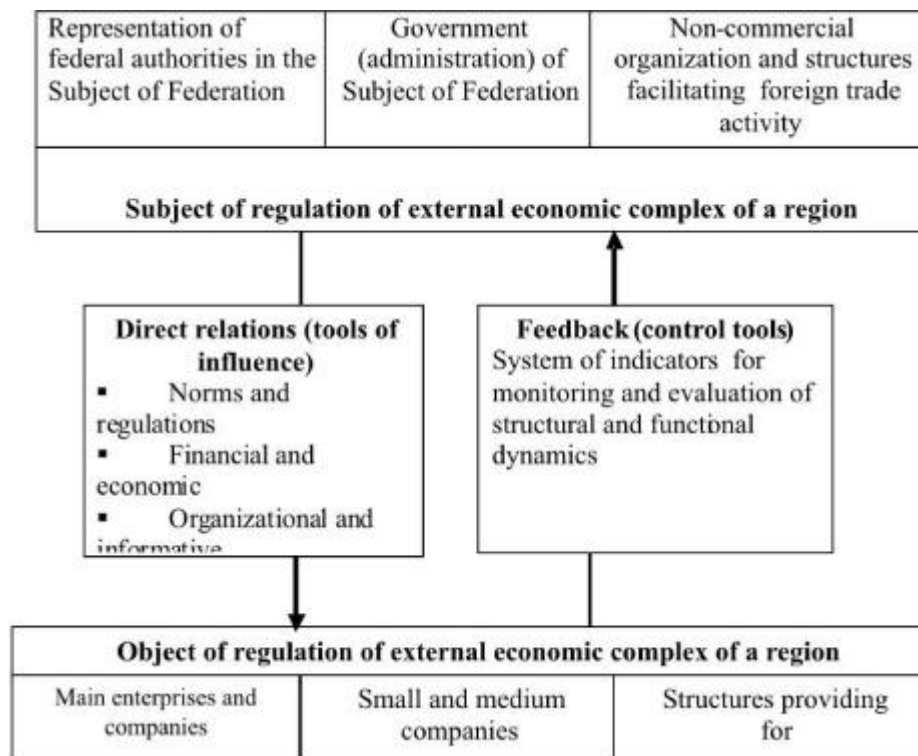 Representation of
federal authorities in the
Subject of Federation
Government
(administration) of
Subject of Federation
Non-commercial
organization and structures
facilitating foreign trade
activity
Subject of regulation of external economic complex of a region
Direct relations (tools of
influence)
▪ Norms and
regulations
▪ Financial and
economic
▪ Organizational and
informative
Feedback (control tools)
System of indicators for
monitoring and evaluation of
structural and functional
dynamics
Object of regulation of external economic complex of a region
Main enterprises and
companies
Small and medium
companies
Structures providing
for